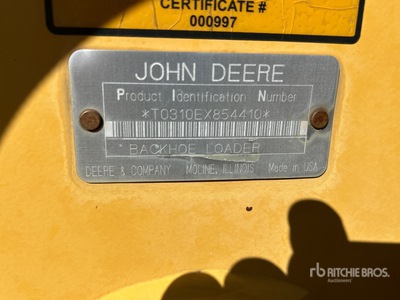 CERTIFICATE #
000997
JOHN DEERE
Product Identification Number
*T0310EX854410*
BACKHOE LOADER
DEERE & COMPANY MOLINE, ILLINOIS Made in USA
rb RITCHIE BROS.
Auctioneers